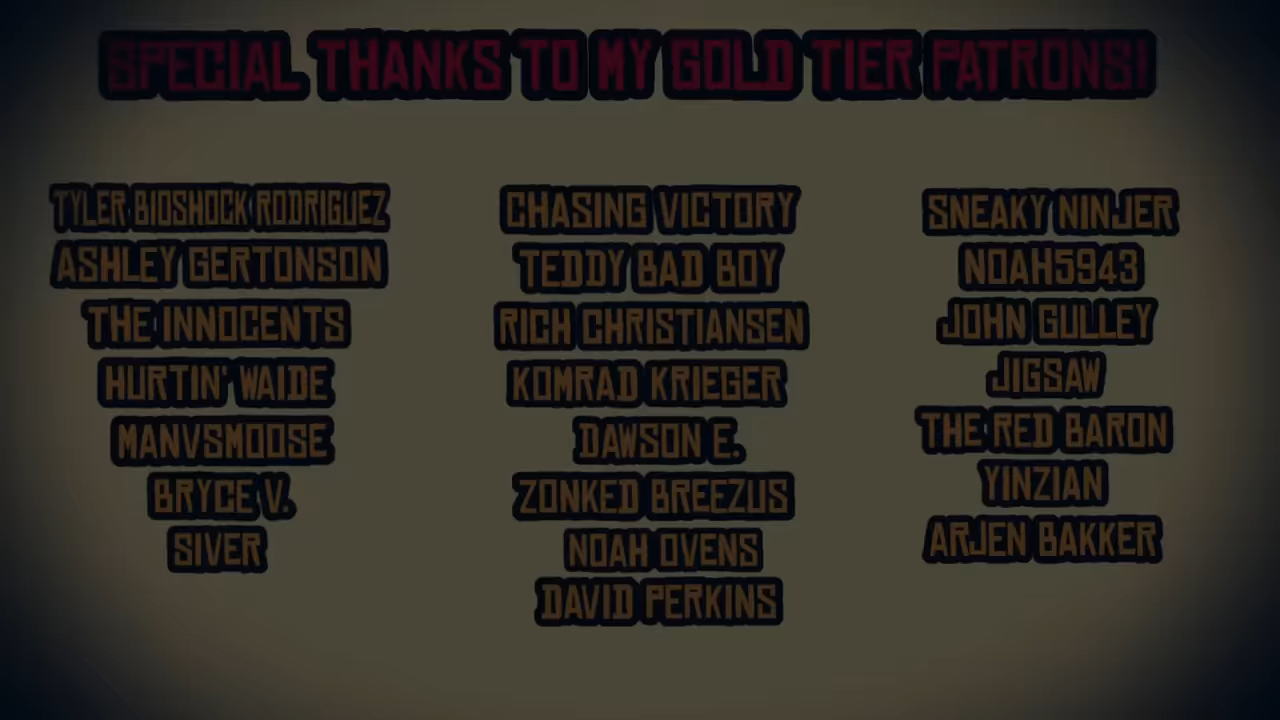 SPECIAL THANKS TO MY GOLD TIER PATRONS!
TYLER BIOSHOCK RODRIGUEZ
ASHLEY GERTONSON
THE INNOCENTS
HURTIN' WAIDE
MANVSMOOSE
BRYCE V.
SIVER
CHASING VICTORY
TEDDY BAD BOY
RICH CHRISTIANSEN
KOMRAD KRIEGER
DAWSON E.
ZONKED BREEZUS
NOAH OVENS
DAVID PERKINS
SNEAKY NINJER
NOAH5943
JOHN GULLEY
JIGSAW
THE RED BARON
YINZIAN
ARJEN BAKKER